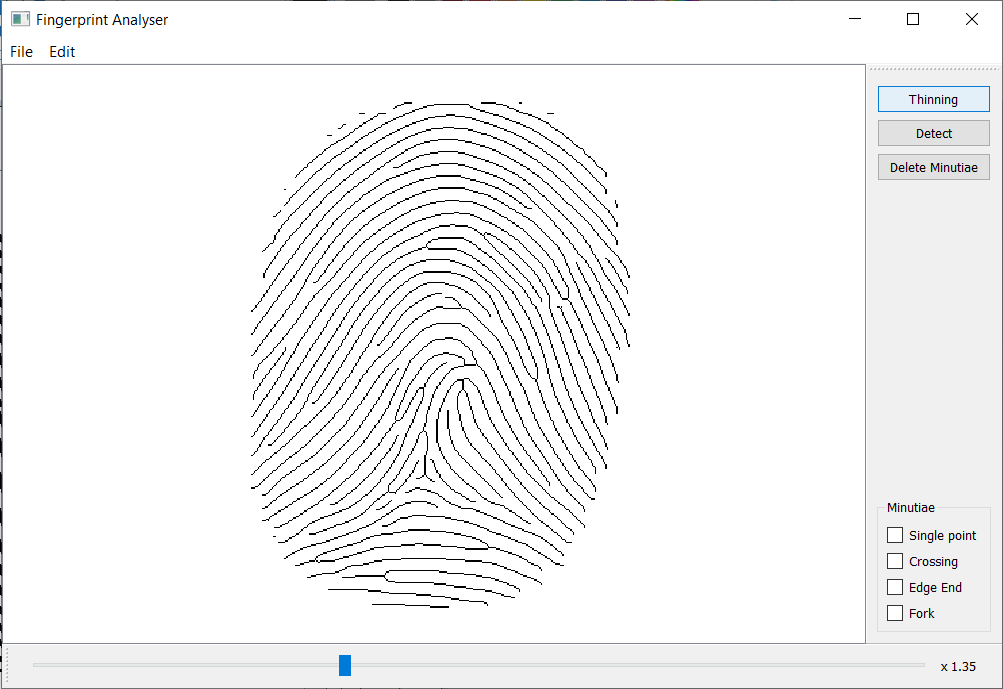 Fingerprint Analyser
File Edit
Thinning
Detect
Delete Minutiae
Minutiae
Single point
Crossing
Edge End
Fork
x 1.35